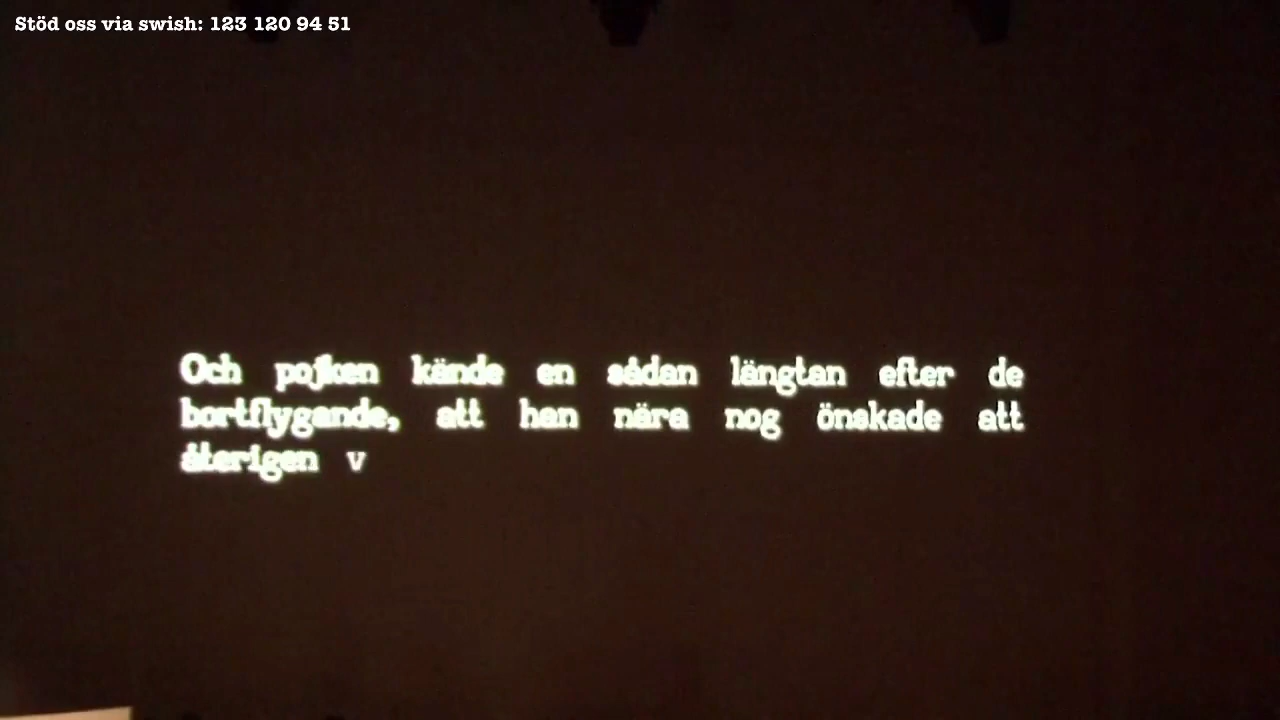 Stöd oss via swish: 123 120 94 51
Och pojken kände en sådan längtan efter de
bortflygande, att han nära nog önskade att
återigen v